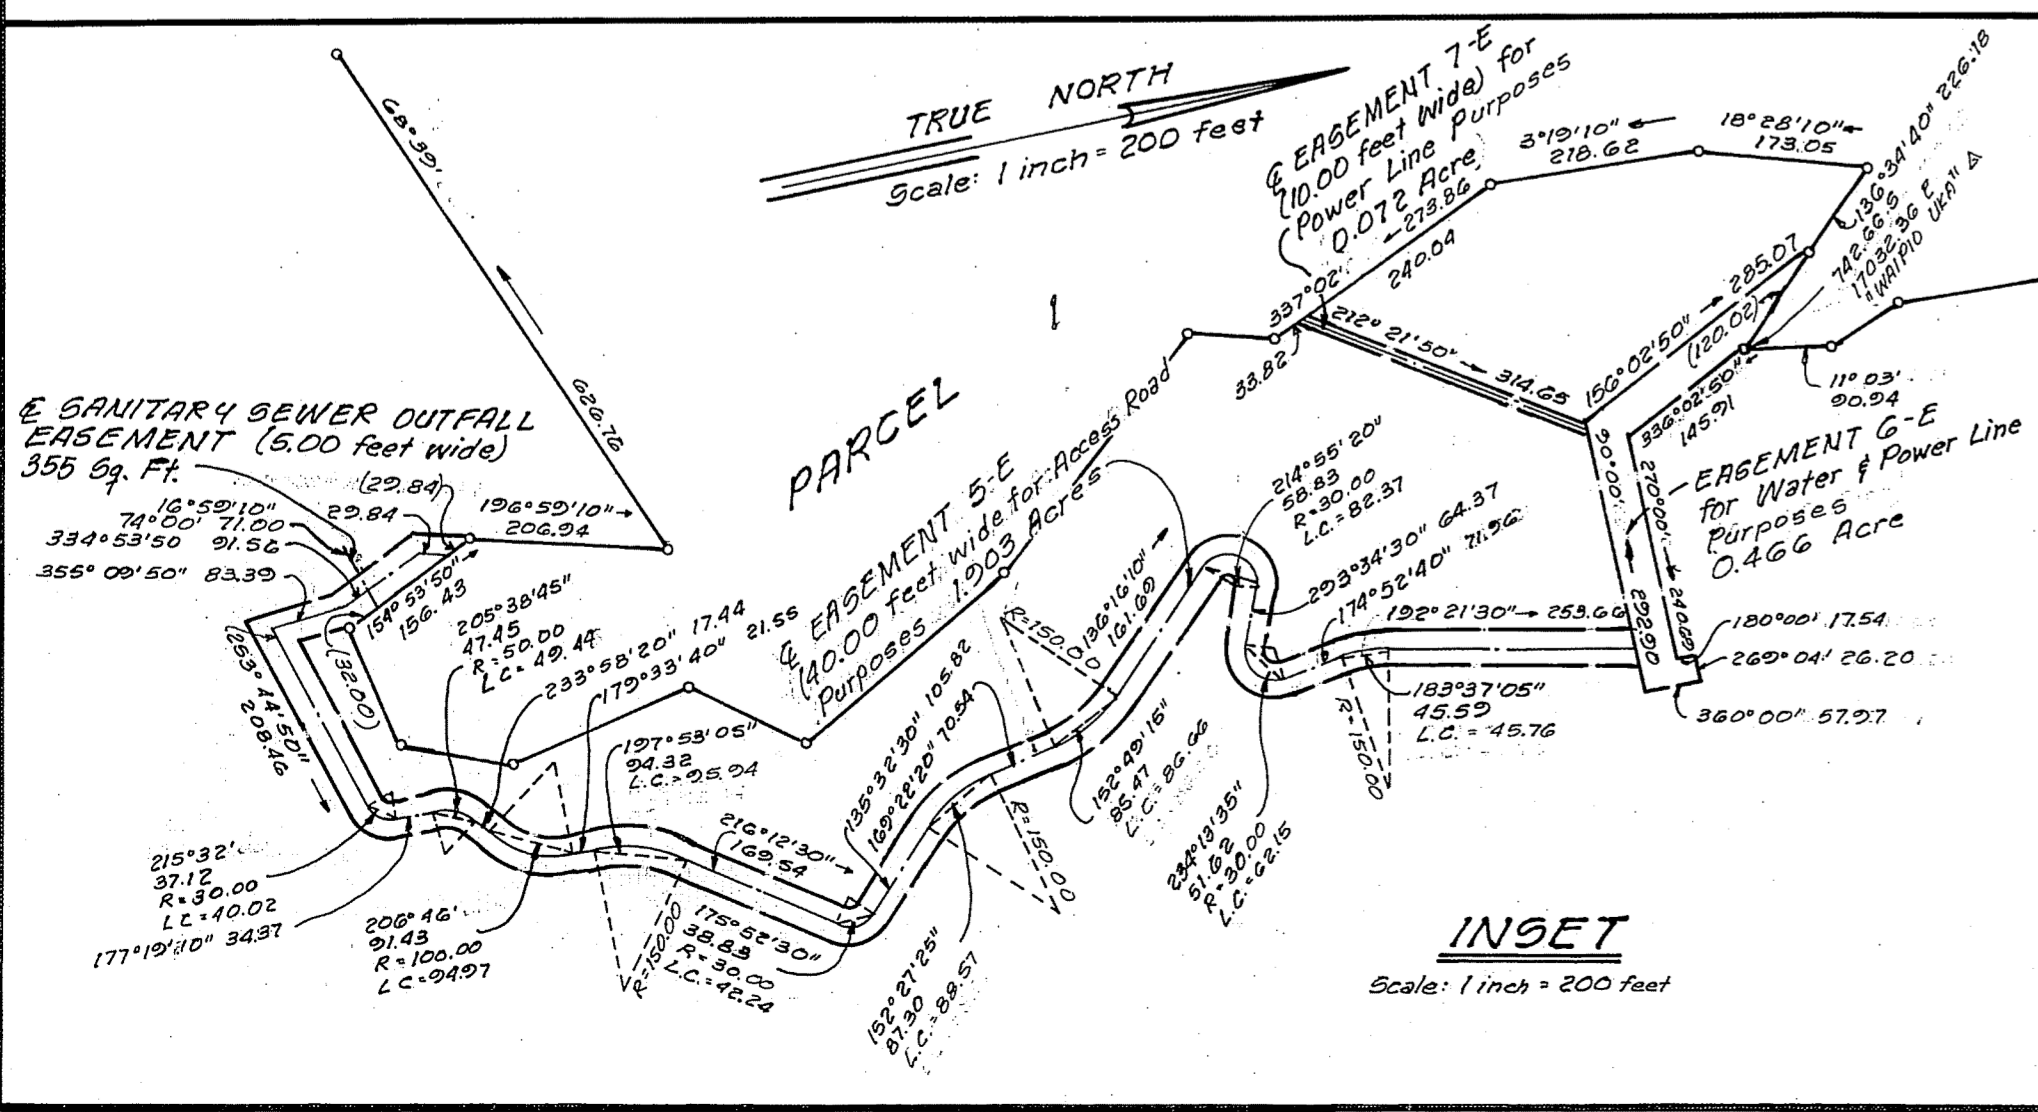 TRUE NORTH
Scale: 1 inch = 200 feet
68°39'
626.76
℄ EASEMENT 7-E
(10.00 feet wide) for
Power Line Purposes
0.072 Acre
3°19'10"
218.62
18°28'10"
173.05
136°34'40" 226.18
742.66 S
17032.36 E
"WAIPIO UKA" Δ
273.86
240.04
337°02'
33.82
212° 21'50" 314.65
156°02'50" 285.07
(120.02)
336°02'50"
145.91
11° 03'
90.94
EASEMENT 6-E
for Water & Power Line
Purposes
0.466 Acre
90°00'
292.90
270°00'
240.69
180°00' 17.54
269°04' 26.20
360°00" 57.97
PARCEL 1
℄ SANITARY SEWER OUTFALL
EASEMENT (5.00 feet wide)
355 Sq. Ft.
16°59'10"
29.84
(29.84)
196°59'10"
206.94
74°00' 71.00
334°53'50 91.56
355° 09'50" 83.39
154° 53'50"
156.43
(32.00)
253° 44'50"
208.46
205°38'45"
47.45
R=50.00
LC=49.44
233°58'20" 17.44
179°33'40" 21.55
℄ EASEMENT 5-E
(40.00 feet wide for Access Road
Purposes 1.903 Acres
197°53'05"
94.32
L.C.=95.94
215°32'
37.12
R=30.00
LC=40.02
177°19'10" 34.37
206°46'
91.43
R=100.00
LC=94.97
R=150.00
216°12'30"
169.54
175°52'30"
38.83
R=30.00
L.C.=42.24
135°32'30" 105.82
169°22'20" 70.54
152°27'25"
87.30
L.C.=88.57
R=150.00
R=150.00
152°49'15"
85.47
L.C.=86.66
136°16'10"
161.69
214°55'20"
58.83
R=30.00
L.C.=82.37
293°34'30" 64.37
174°52'40" 71.96
192° 21'30" 253.66
183°37'05"
45.59
L.C.=45.76
R=150.00
234°13'35"
51.62
R=30.00
L.C.=62.15
INSET
Scale: 1 inch = 200 feet